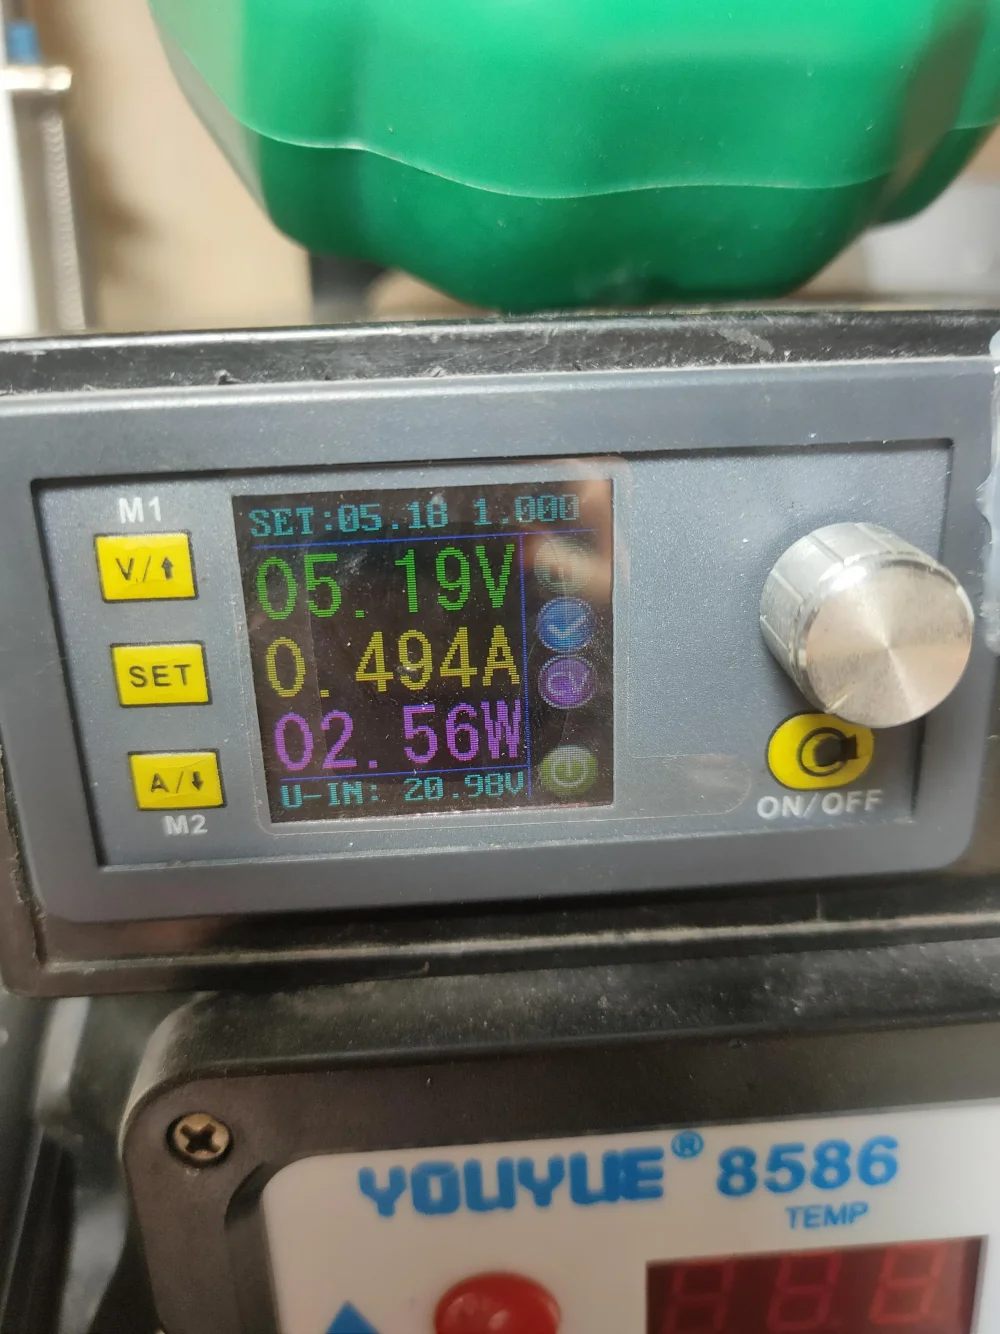 M1
V/⬆
SET
A/⬇
M2
SET:05.18 1.000
05.19V
0.494A
02.56W
U-IN: 20.98V
CV
ON/OFF
YOUYUE® 8586
TEMP